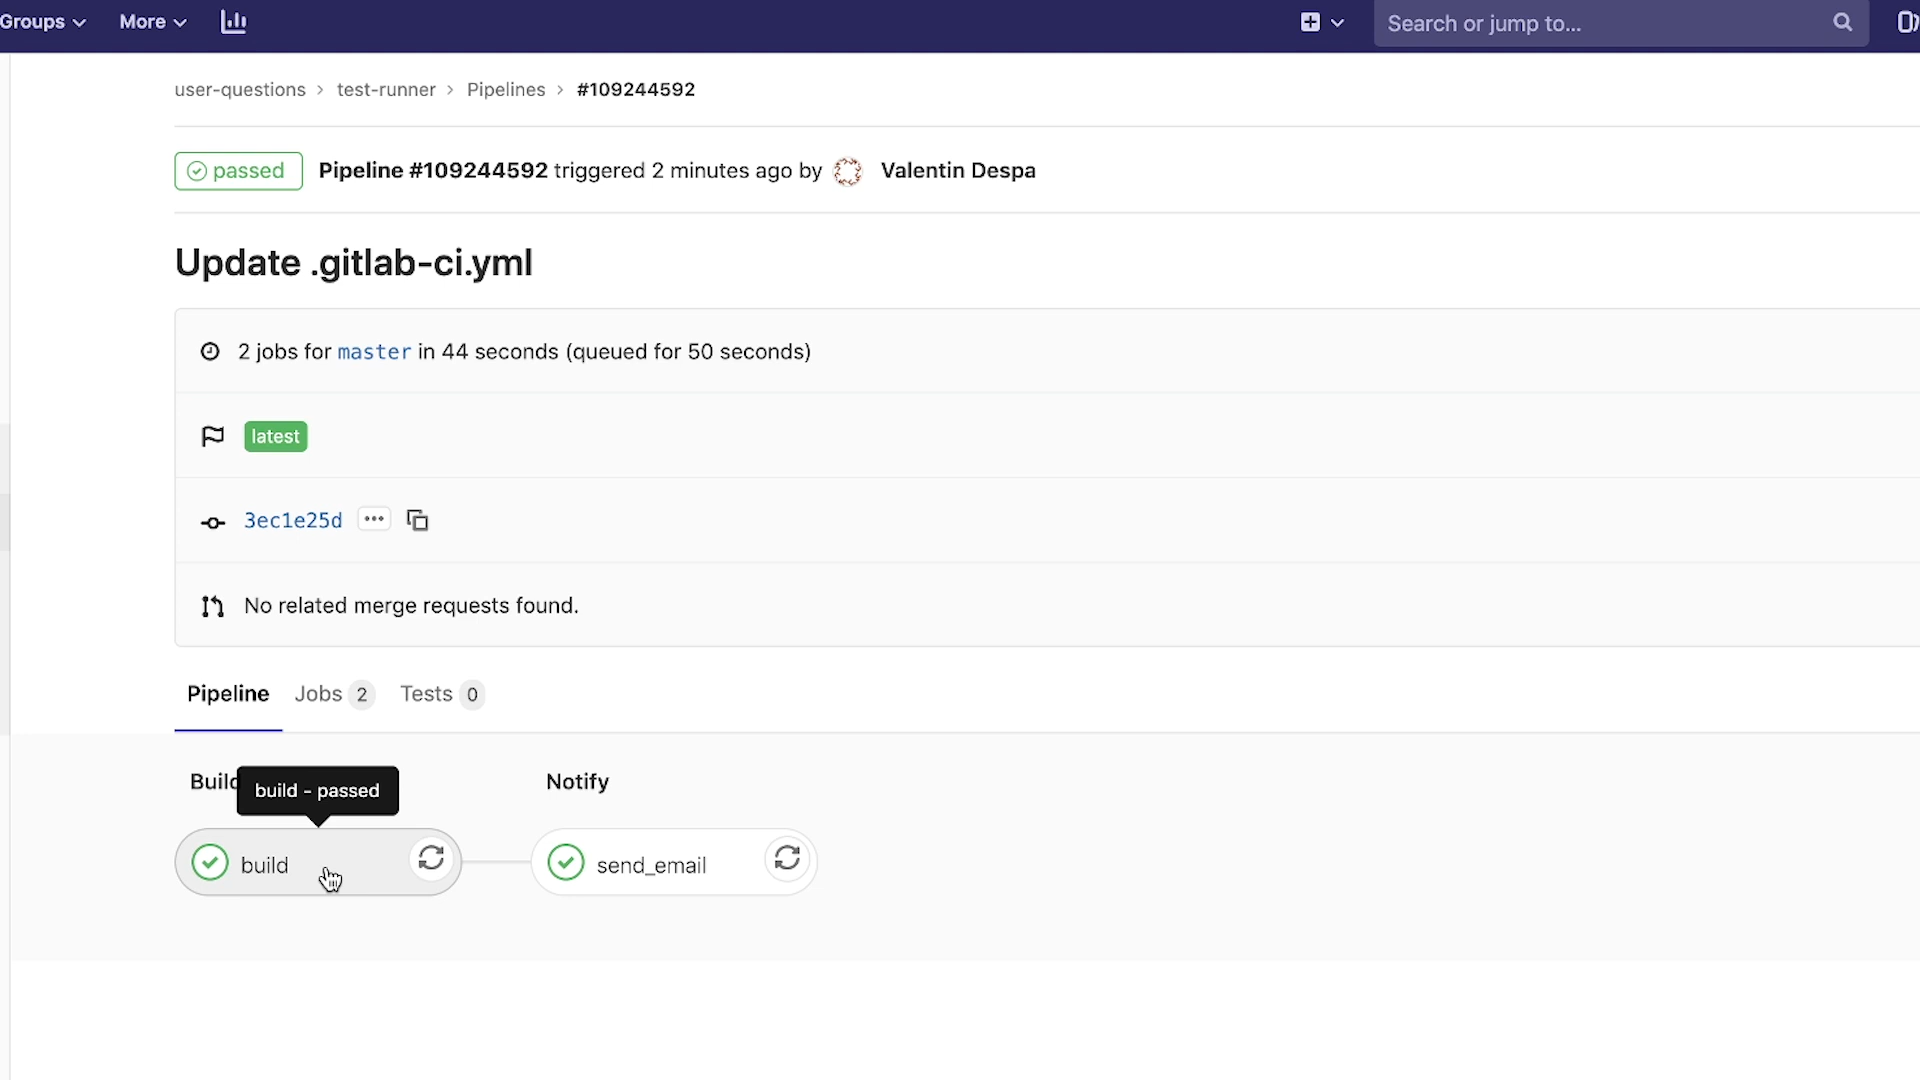 Groups More
Search or jump to...
user-questions > test-runner > Pipelines > #109244592
passed Pipeline #109244592 triggered 2 minutes ago by Valentin Despa
Update .gitlab-ci.yml
2 jobs for master in 44 seconds (queued for 50 seconds)
latest
3ec1e25d ...
No related merge requests found.
Pipeline Jobs 2 Tests 0
Build Notify
build - passed
build send_email